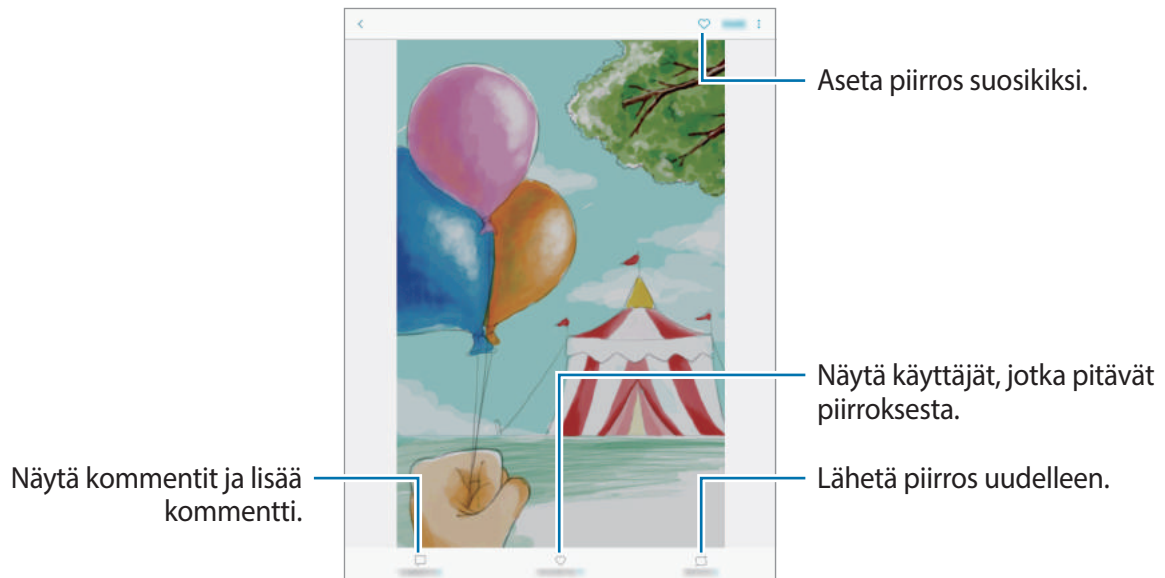 Aseta piirros suosikiksi.
Näytä käyttäjät, jotka pitävät
piirroksesta.
Näytä kommentit ja lisää
kommentti.
Lähetä piirros uudelleen.